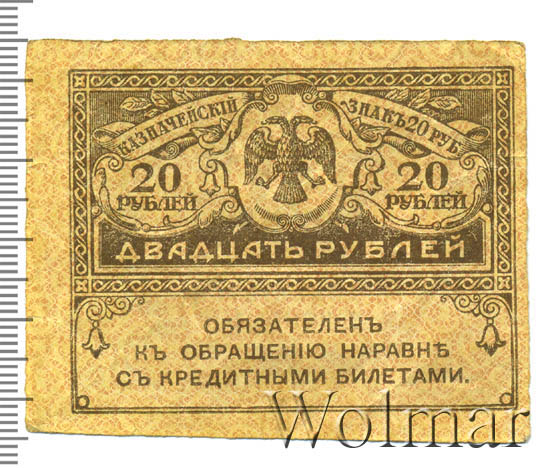 КАЗНАЧЕЙСКІЙ ЗНАКЪ 20 РУБ.
20 РУБЛЕЙ
20 РУБЛЕЙ
ДВАДЦАТЬ РУБЛЕЙ
ОБЯЗАТЕЛЕНЪ
КЪ ОБРАЩЕНІЮ НАРАВНѢ
СЪ КРЕДИТНЫМИ БИЛЕТАМИ.
Wolmar